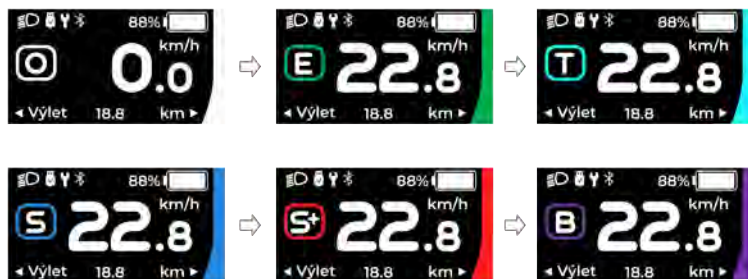 88%
O 0.0 km/h
◂ Výlet 18.8 km ▸
88%
E 22.8 km/h
◂ Výlet 18.8 km ▸
88%
T 22.8 km/h
◂ Výlet 18.8 km ▸
88%
S 22.8 km/h
◂ Výlet 18.8 km ▸
88%
S+ 22.8 km/h
◂ Výlet 18.8 km ▸
88%
B 22.8 km/h
◂ Výlet 18.8 km ▸